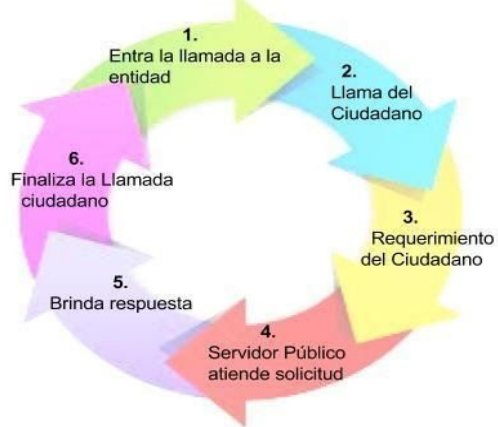 1.
Entra la llamada a la
entidad
2.
Llama del
Ciudadano
3.
Requerimiento
del Ciudadano
4.
Servidor Público
atiende solicitud
5.
Brinda respuesta
6.
Finaliza la Llamada
ciudadano